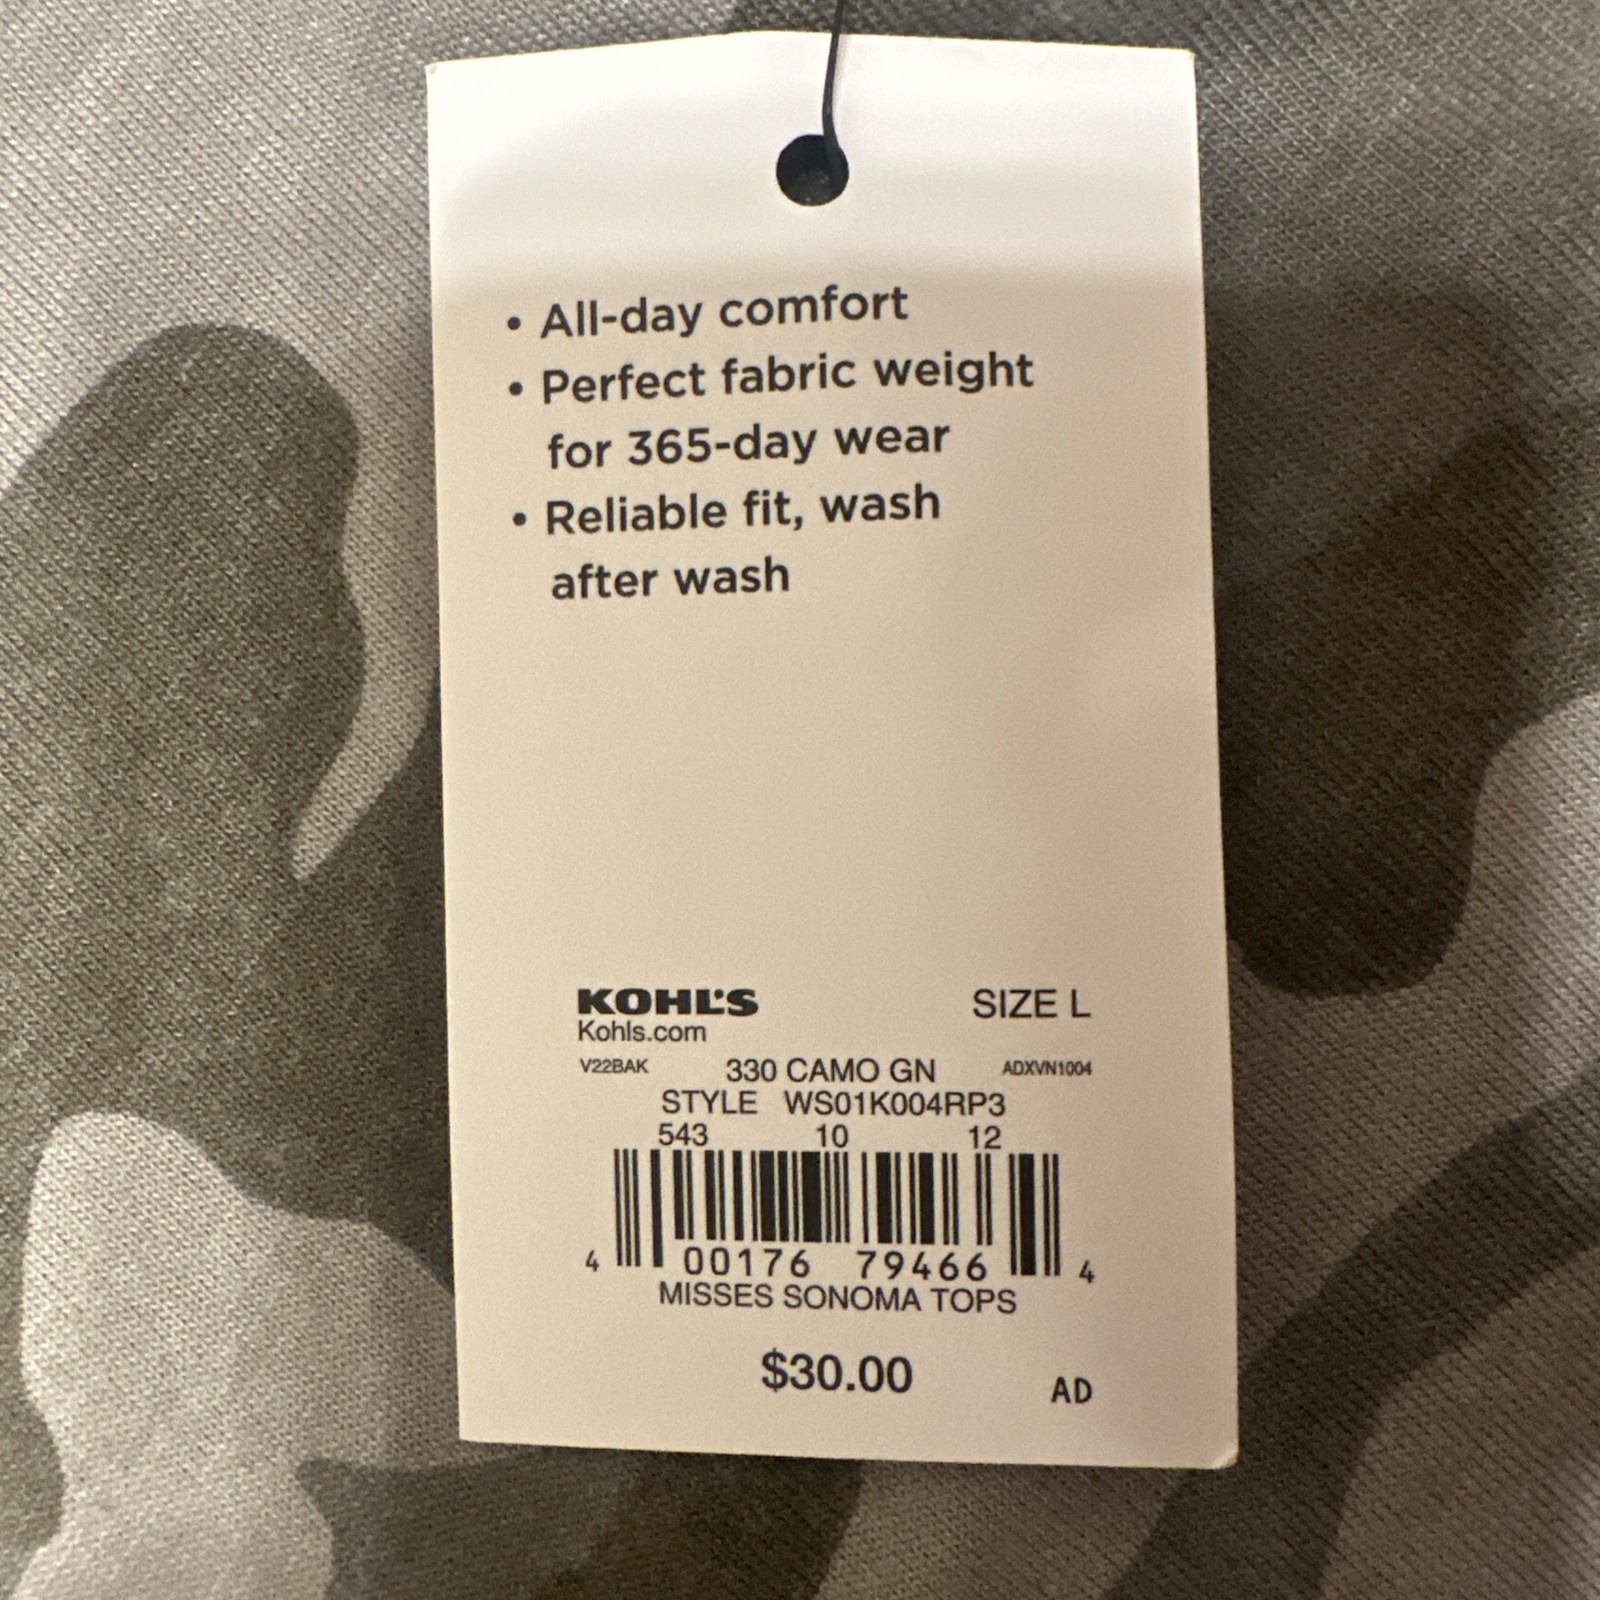 • All-day comfort
• Perfect fabric weight
for 365-day wear
• Reliable fit, wash
after wash
KOHL'S SIZE L
Kohls.com
V22BAK 330 CAMO GN ADXVN1004
STYLE WS01K004RP3
543 10 12
4 00176 79466 4
MISSES SONOMA TOPS
$30.00
AD